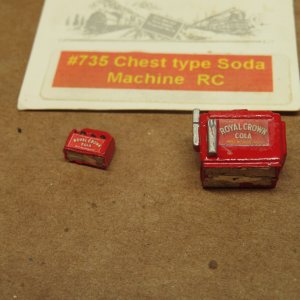 #735 Chest type Soda
Machine RC
ROYAL CROWN
COLA
ROYAL CROWN
COLA